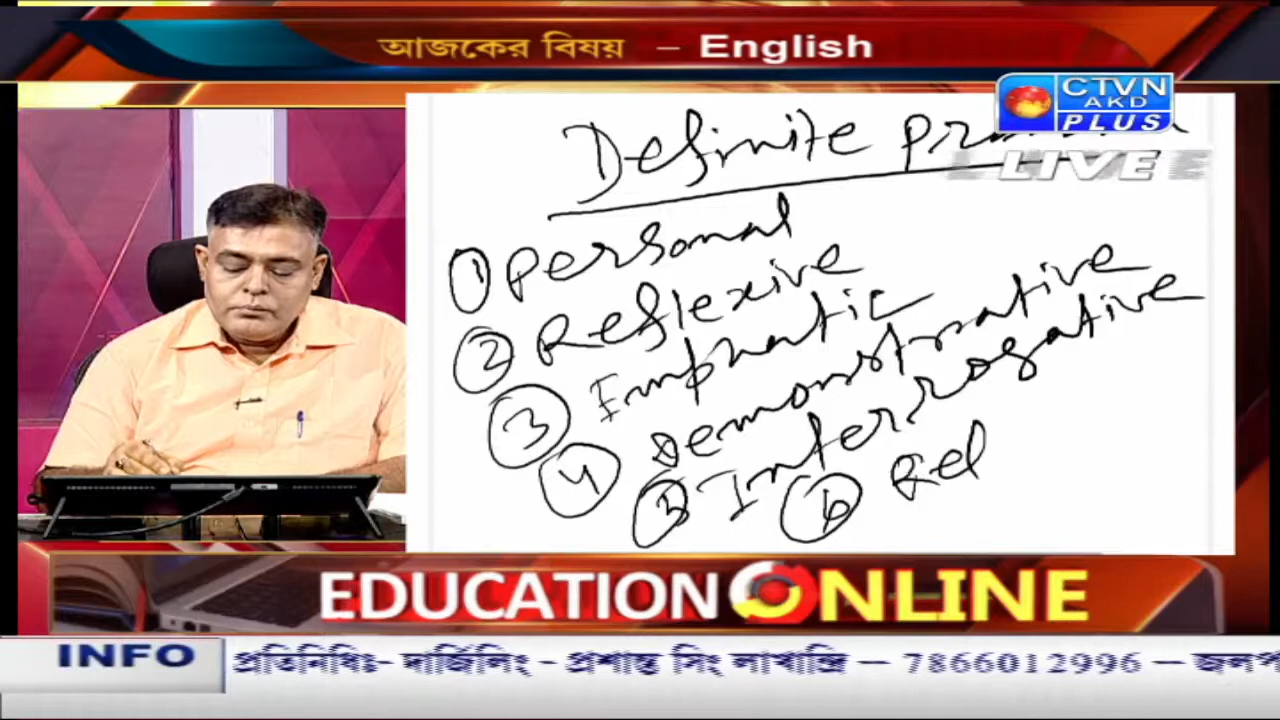 আজকের বিষয় – English
CTVN
AKD
PLUS
LIVE
Definite
① Personal
② Reflexive
③ Emphatic
④ Demonstrative
⑤ Interrogative
⑥ Rel
EDUCATION ONLINE
INFO
প্রতিনিধিঃ- দার্জিলিং - প্রশান্ত সিং লাখান্ত্রি – 7866012996 –